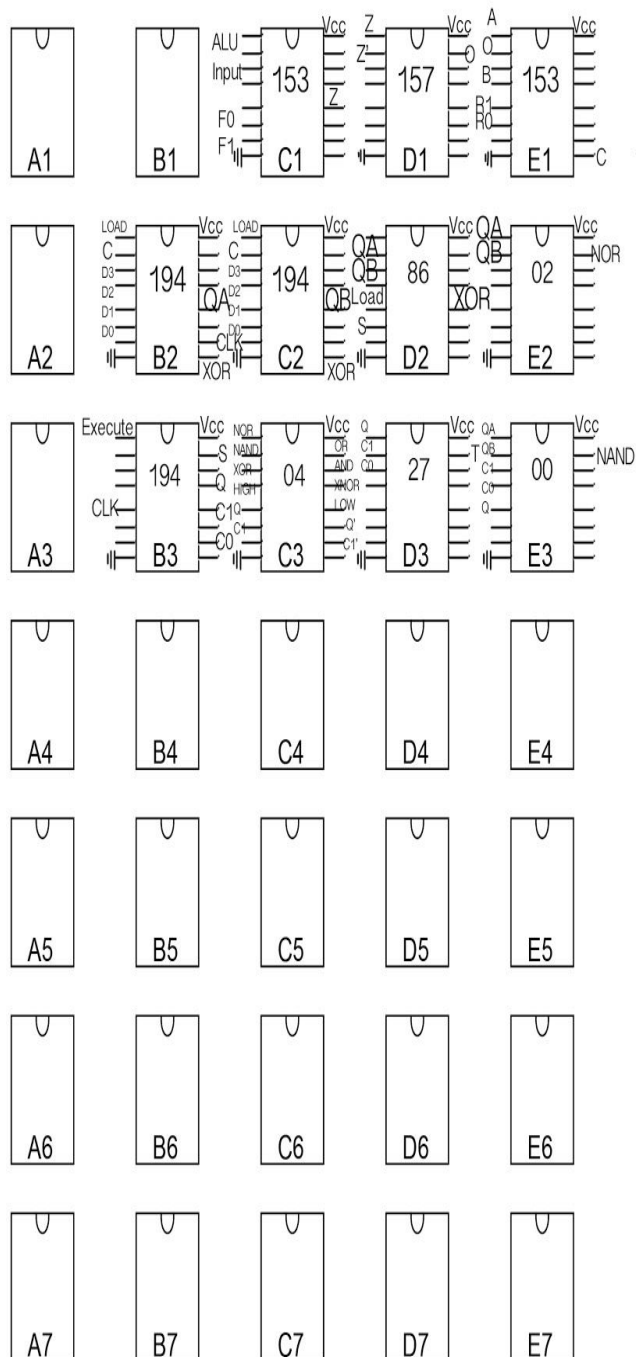 Vcc Z Vcc A
ALU Z' O O
Input 153 157 B 153
Z R1
F0 R0
F1
A1 B1 C1 D1 E1 C
LOAD Vcc LOAD Vcc Vcc QA Vcc
C C QA QB NOR
D3 194 D3 194 QB 86 02
D2 QA D2 QB Load XOR
D1 D1 S
D0 D0
CLK
A2 B2 C2 D2 E2
XOR XOR
Execute Vcc NOR Vcc Q Vcc QA Vcc
S NAND OR C1 T QB NAND
194 XOR 04 AND C0 27 C1 00
Q HIGH XNOR C0
CLK C1 Q LOW Q
C1 Q'
C0 C1'
A3 B3 C3 D3 E3
A4 B4 C4 D4 E4
A5 B5 C5 D5 E5
A6 B6 C6 D6 E6
A7 B7 C7 D7 E7